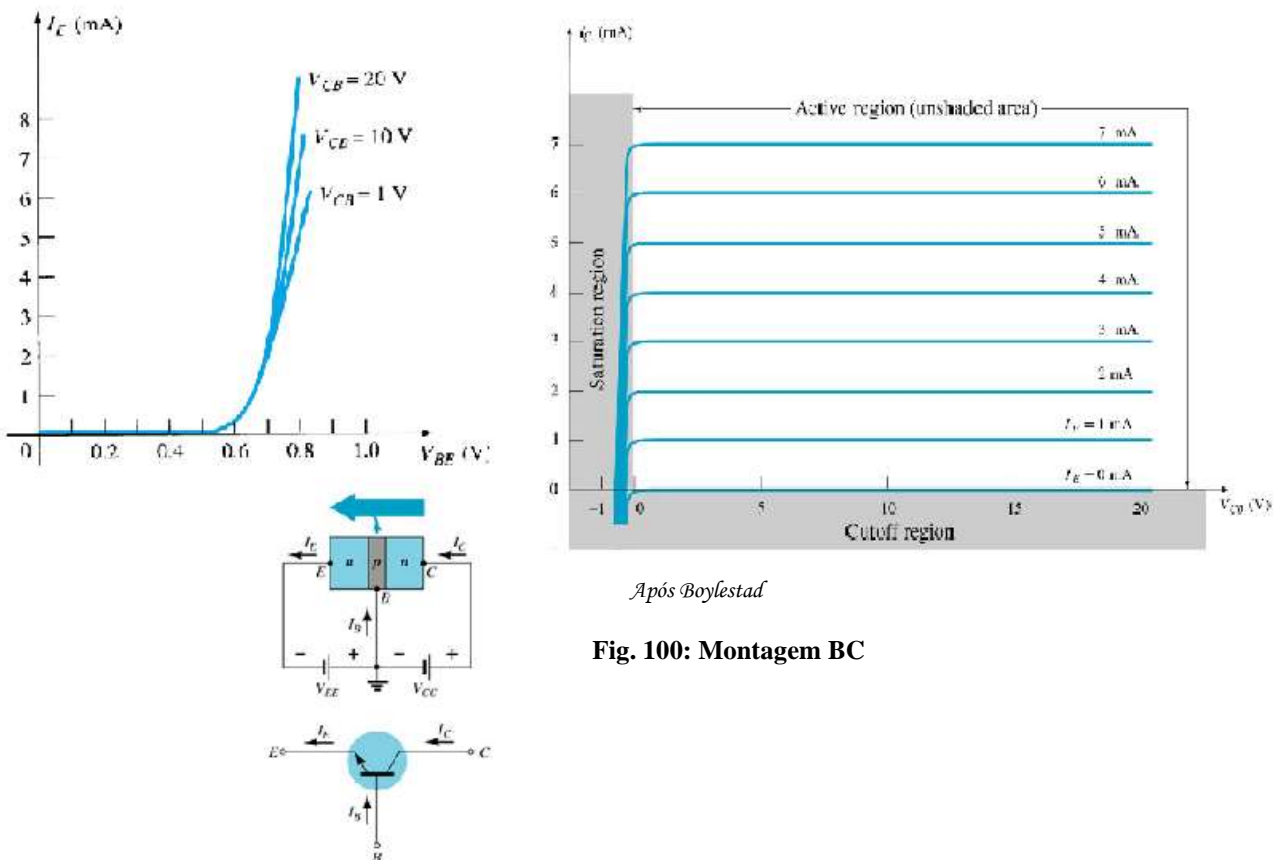 I_C (mA)
V_CB = 20 V
V_CB = 10 V
V_CB = 1 V
8
7
6
5
4
3
2
1
0 0.2 0.4 0.6 0.8 1.0 V_BE (V)
I_E I_C
E n p n C
B
I_B
− + − +
V_EE V_CC
I_E I_C
E C
I_B
B
(mA)
Active region (unshaded area)
7 mA
6 mA
5 mA
4 mA
3 mA
2 mA
I_E = 1 mA
I_E = 0 mA
7
6
5
4
3
2
1
0
Saturation region
−1 0 5 10 15 20 V_CB (V)
Cutoff region
Após Boylestad
Fig. 100: Montagem BC